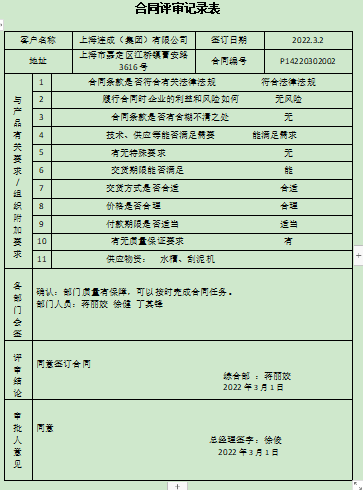 合同评审记录表
客户名称 上海连成（集团）有限公司 签订日期 2022.3.2
地址 上海市嘉定区江桥镇曹安路3616号 合同编号 P14220302002
与产品有关要求/组织附加要求
1 合同条款是否符合有关法律法规 符合法律法规
2 履行合同时企业的利率和风险如何 无风险
3 合同条款是否有含糊不清之处 无
4 技术、供应等能否满足需要 能满足需求
5 有无特殊要求 无
6 交货期限能否满足 能
7 交货方式是否合适 合适
8 价格是否合理 合理
9 付款期限是否适当 适当
10 有无质量保证要求 有
11 供应物资： 水槽、刮泥机
各部门会签
确认：部门质量有保障，可以按时完成合同任务。
部门人员：蒋丽姣 徐健 丁其锋
评审结论
同意签订合同
综合部：蒋丽姣
2022年3月1日
审批人意见
同意
总经理签字：徐俊
2022年3月1日